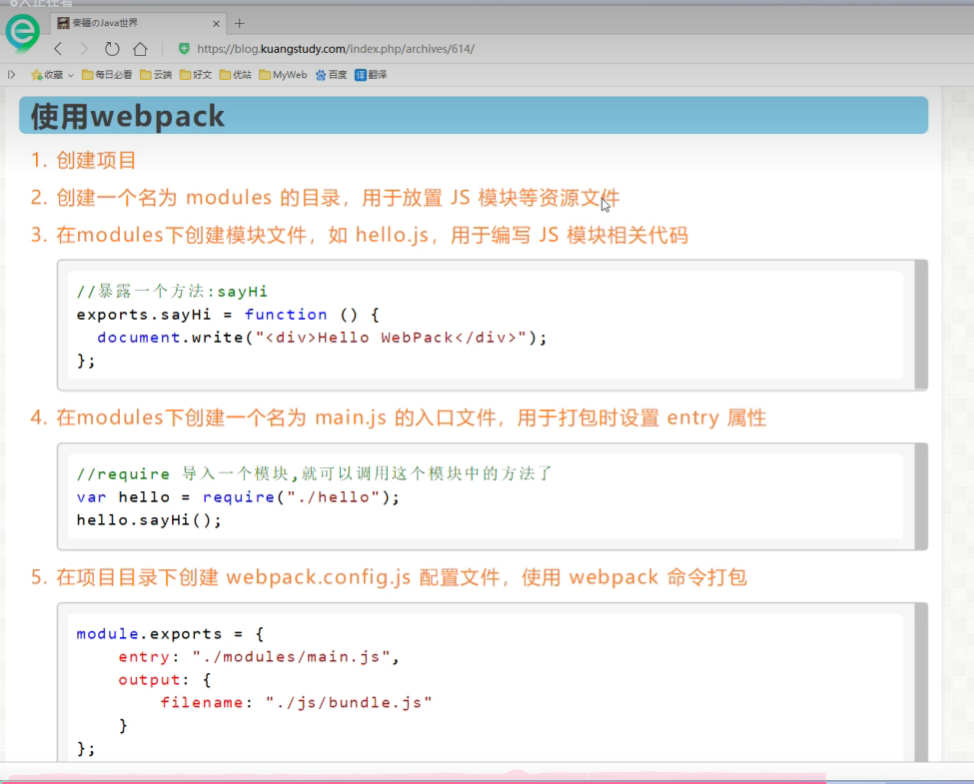 人正在看
秦疆のJava世界
https://blog.kuangstudy.com/index.php/archives/614/
收藏 每日必看 云端 好文 优站 MyWeb 百度 译 翻译
使用webpack
1. 创建项目
2. 创建一个名为 modules 的目录，用于放置 JS 模块等资源文件
3. 在modules下创建模块文件，如 hello.js，用于编写 JS 模块相关代码
//暴露一个方法:sayHi
exports.sayHi = function () {
  document.write("<div>Hello WebPack</div>");
};
4. 在modules下创建一个名为 main.js 的入口文件，用于打包时设置 entry 属性
//require 导入一个模块,就可以调用这个模块中的方法了
var hello = require("./hello");
hello.sayHi();
5. 在项目目录下创建 webpack.config.js 配置文件，使用 webpack 命令打包
module.exports = {
    entry: "./modules/main.js",
    output: {
        filename: "./js/bundle.js"
    }
};